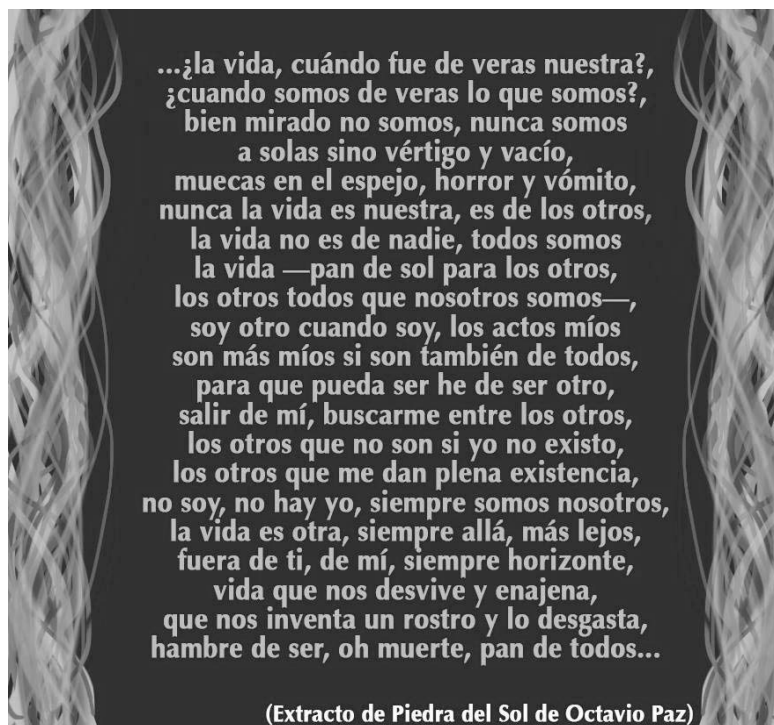 ...¿la vida, cuándo fue de veras nuestra?,
¿cuando somos de veras lo que somos?,
bien mirado no somos, nunca somos
a solas sino vértigo y vacío,
muecas en el espejo, horror y vómito,
nunca la vida es nuestra, es de los otros,
la vida no es de nadie, todos somos
la vida —pan de sol para los otros,
los otros todos que nosotros somos—,
soy otro cuando soy, los actos míos
son más míos si son también de todos,
para que pueda ser he de ser otro,
salir de mí, buscarme entre los otros,
los otros que no son si yo no existo,
los otros que me dan plena existencia,
no soy, no hay yo, siempre somos nosotros,
la vida es otra, siempre allá, más lejos,
fuera de ti, de mí, siempre horizonte,
vida que nos desvive y enajena,
que nos inventa un rostro y lo desgasta,
hambre de ser, oh muerte, pan de todos...
(Extracto de Piedra del Sol de Octavio Paz)